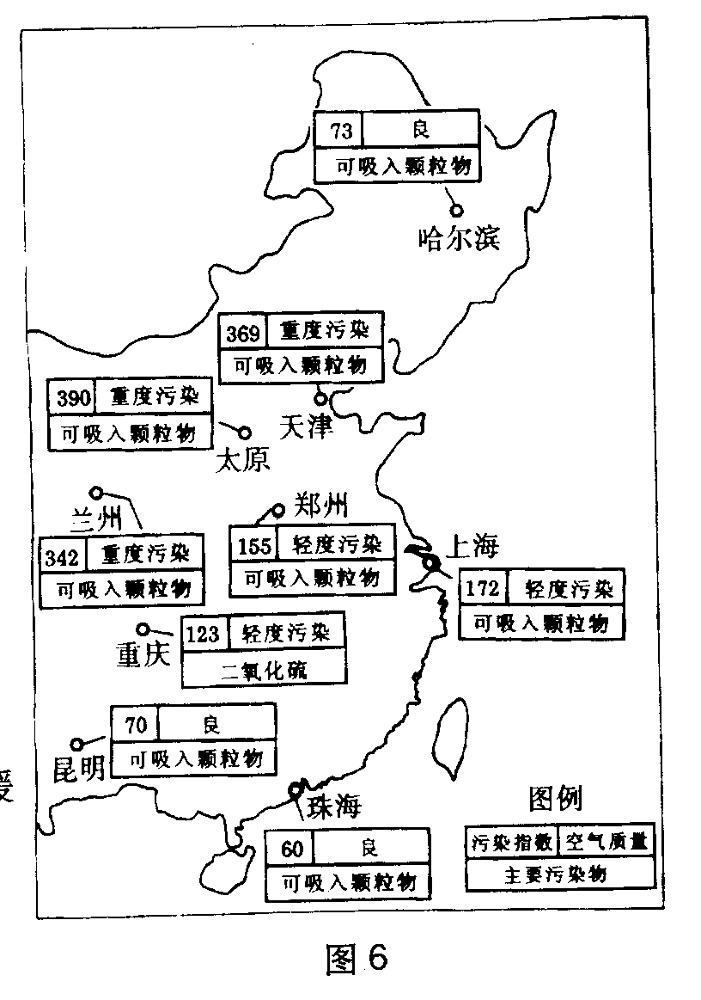 73 良
可吸入颗粒物
哈尔滨
369 重度污染
可吸入颗粒物
天津
390 重度污染
可吸入颗粒物
太原
兰州
342 重度污染
可吸入颗粒物
郑州
155 轻度污染
可吸入颗粒物
上海
172 轻度污染
可吸入颗粒物
重庆
123 轻度污染
二氧化硫
昆明
70 良
可吸入颗粒物
珠海
60 良
可吸入颗粒物
图例
污染指数 空气质量
主要污染物
图6